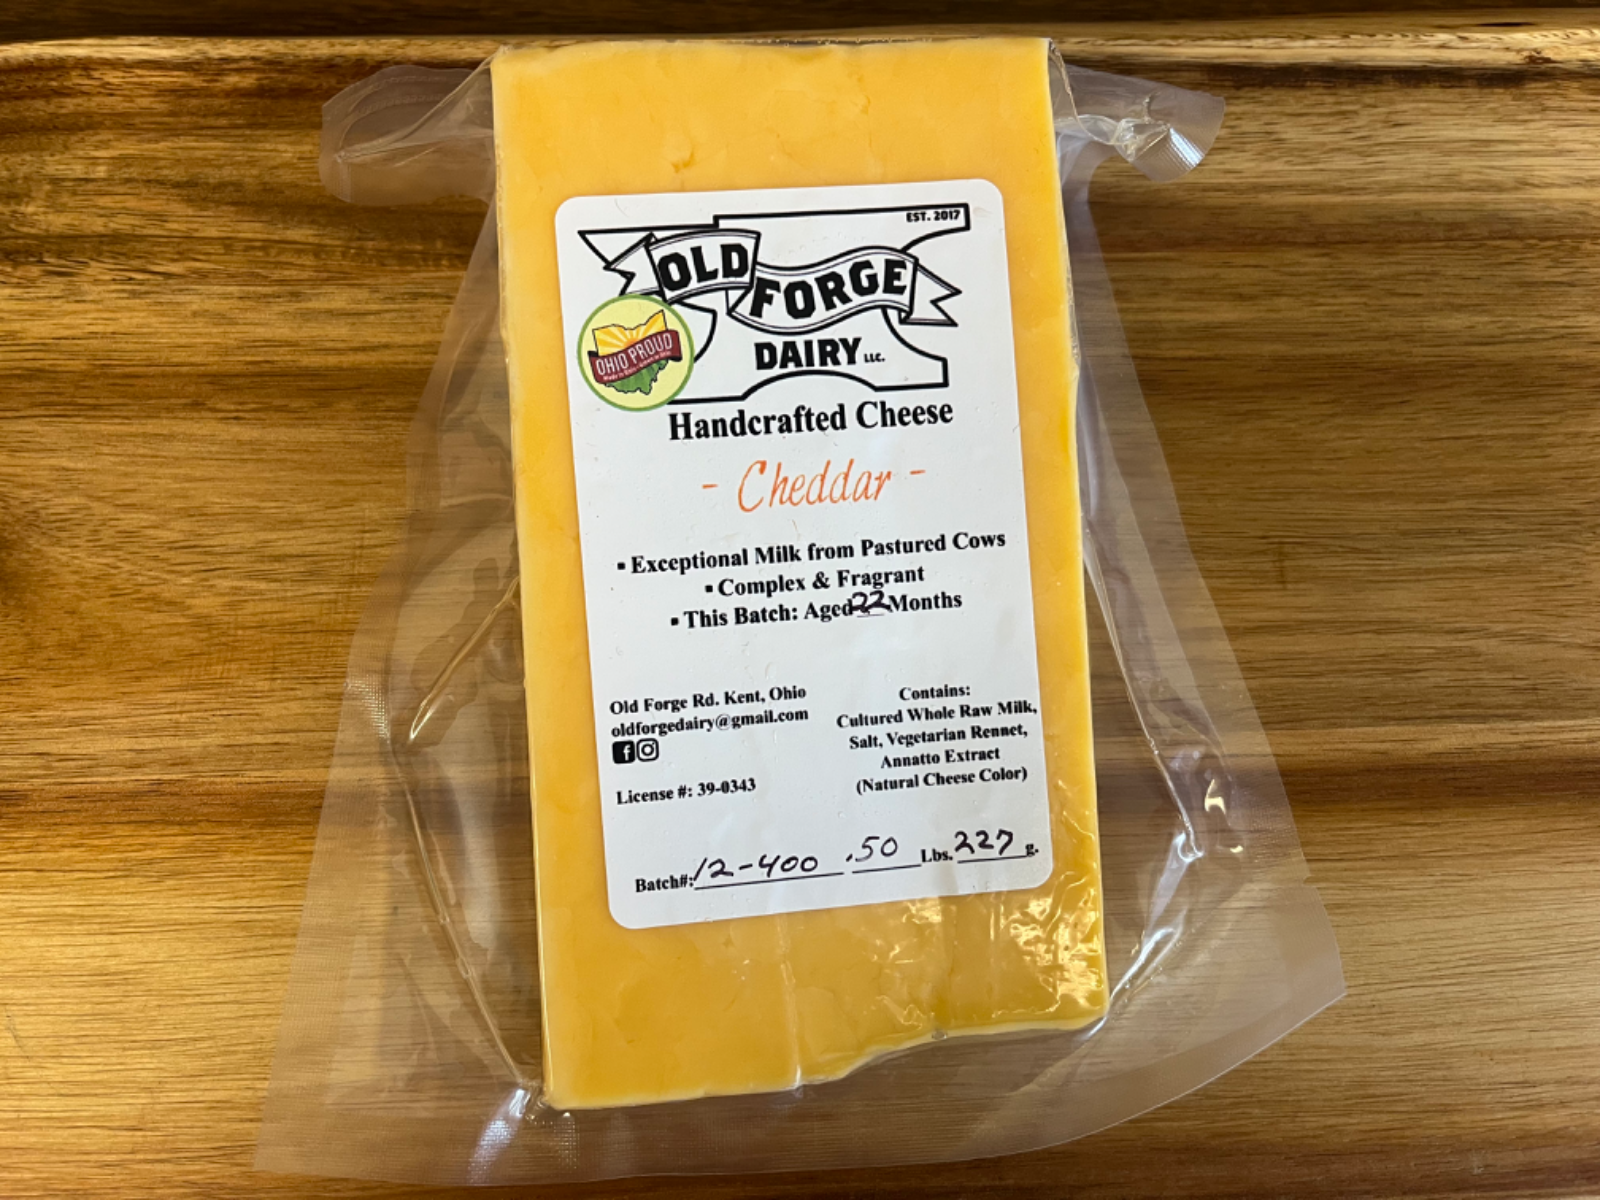 EST. 2017
OLD FORGE
DAIRY LLC.
OHIO PROUD
Handcrafted Cheese
- Cheddar -
▪ Exceptional Milk from Pastured Cows
▪ Complex & Fragrant
▪ This Batch: Aged 22 Months
Old Forge Rd. Kent, Ohio
oldforgedairy@gmail.com
License #: 39-0343
Contains:
Cultured Whole Raw Milk,
Salt, Vegetarian Rennet,
Annatto Extract
(Natural Cheese Color)
Batch#: 12-400 .50 Lbs. 227 g.